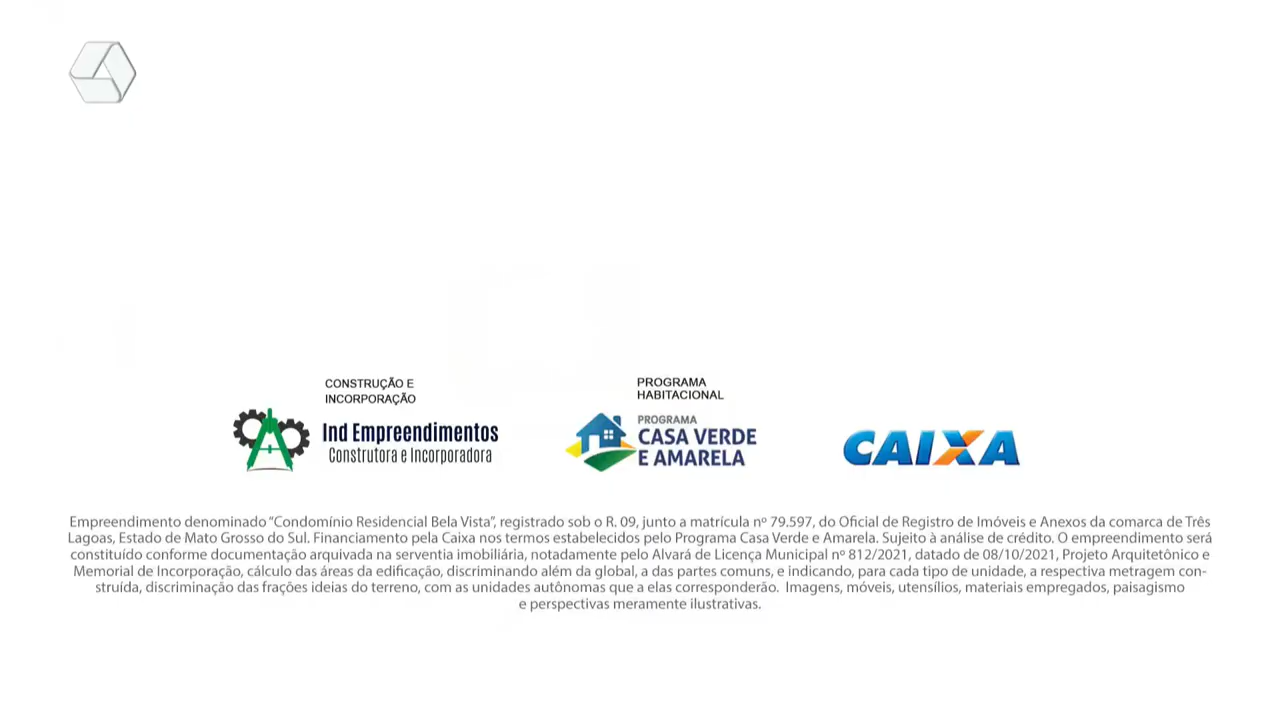 CONSTRUÇÃO E
INCORPORAÇÃO
Ind Empreendimentos
Construtora e Incorporadora
PROGRAMA
HABITACIONAL
PROGRAMA
CASA VERDE
E AMARELA
CAIXA
Empreendimento denominado “Condomínio Residencial Bela Vista”, registrado sob o R. 09, junto a matrícula nº 79.597, do Oficial de Registro de Imóveis e Anexos da comarca de Três
Lagoas, Estado de Mato Grosso do Sul. Financiamento pela Caixa nos termos estabelecidos pelo Programa Casa Verde e Amarela. Sujeito à análise de crédito. O empreendimento será
constituído conforme documentação arquivada na serventia imobiliária, notadamente pelo Alvará de Licença Municipal nº 812/2021, datado de 08/10/2021, Projeto Arquitetônico e
Memorial de Incorporação, cálculo das áreas da edificação, discriminando além da global, a das partes comuns, e indicando, para cada tipo de unidade, a respectiva metragem con-
struída, discriminação das frações ideies do terreno, com as unidades autônomas que a elas corresponderão.  Imagens, móveis, utensílios, materiais empregados, paisagismo
e perspectivas meramente ilustrativas.